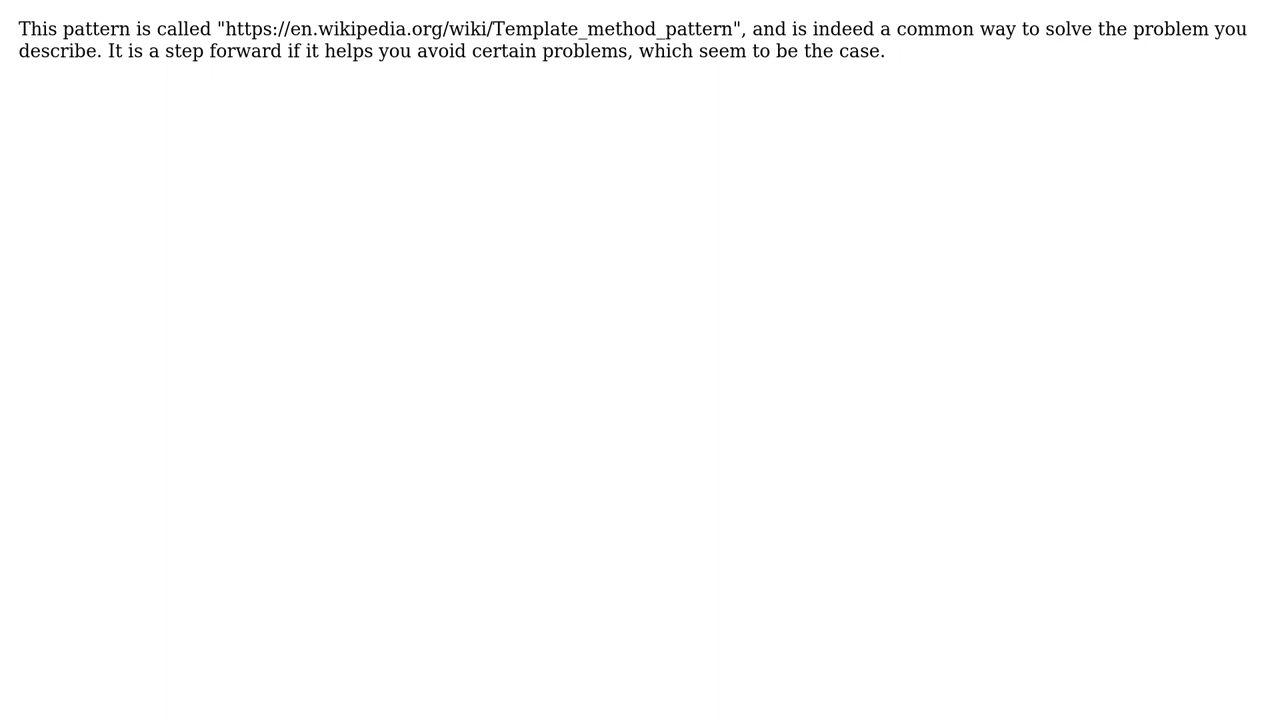 This pattern is called "https://en.wikipedia.org/wiki/Template_method_pattern", and is indeed a common way to solve the problem you
describe. It is a step forward if it helps you avoid certain problems, which seem to be the case.